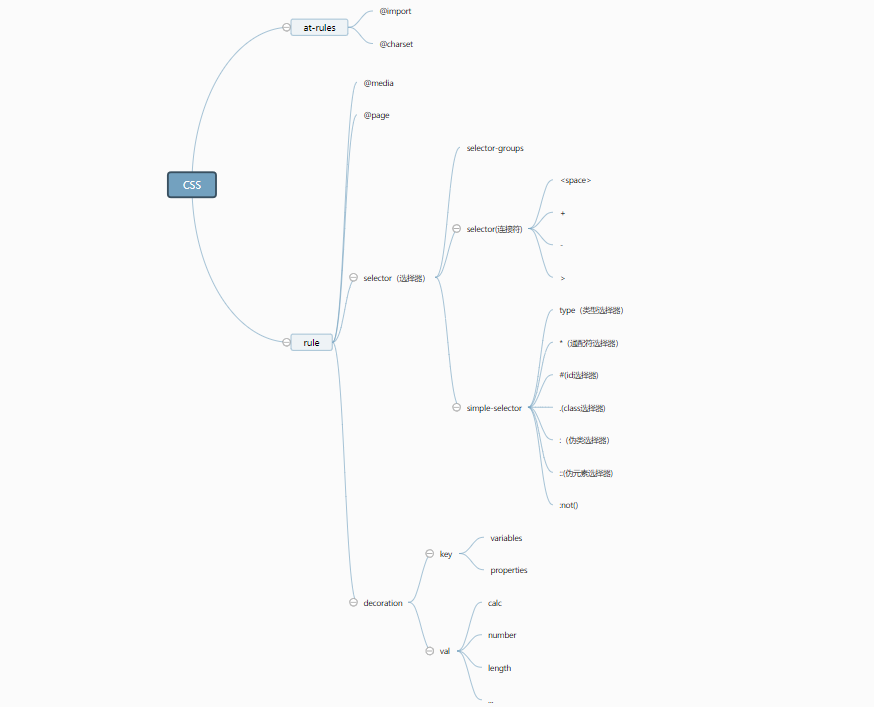 @import
at-rules
@charset
@media
@page
selector-groups
<space>
CSS
+
selector(连接符)
-
>
selector（选择器）
type（类型选择器）
rule
*（通配符选择器）
#(id选择器)
simple-selector
.(class选择器)
:（伪类选择器）
::(伪元素选择器)
:not()
variables
key
properties
decoration
calc
number
val
length
...